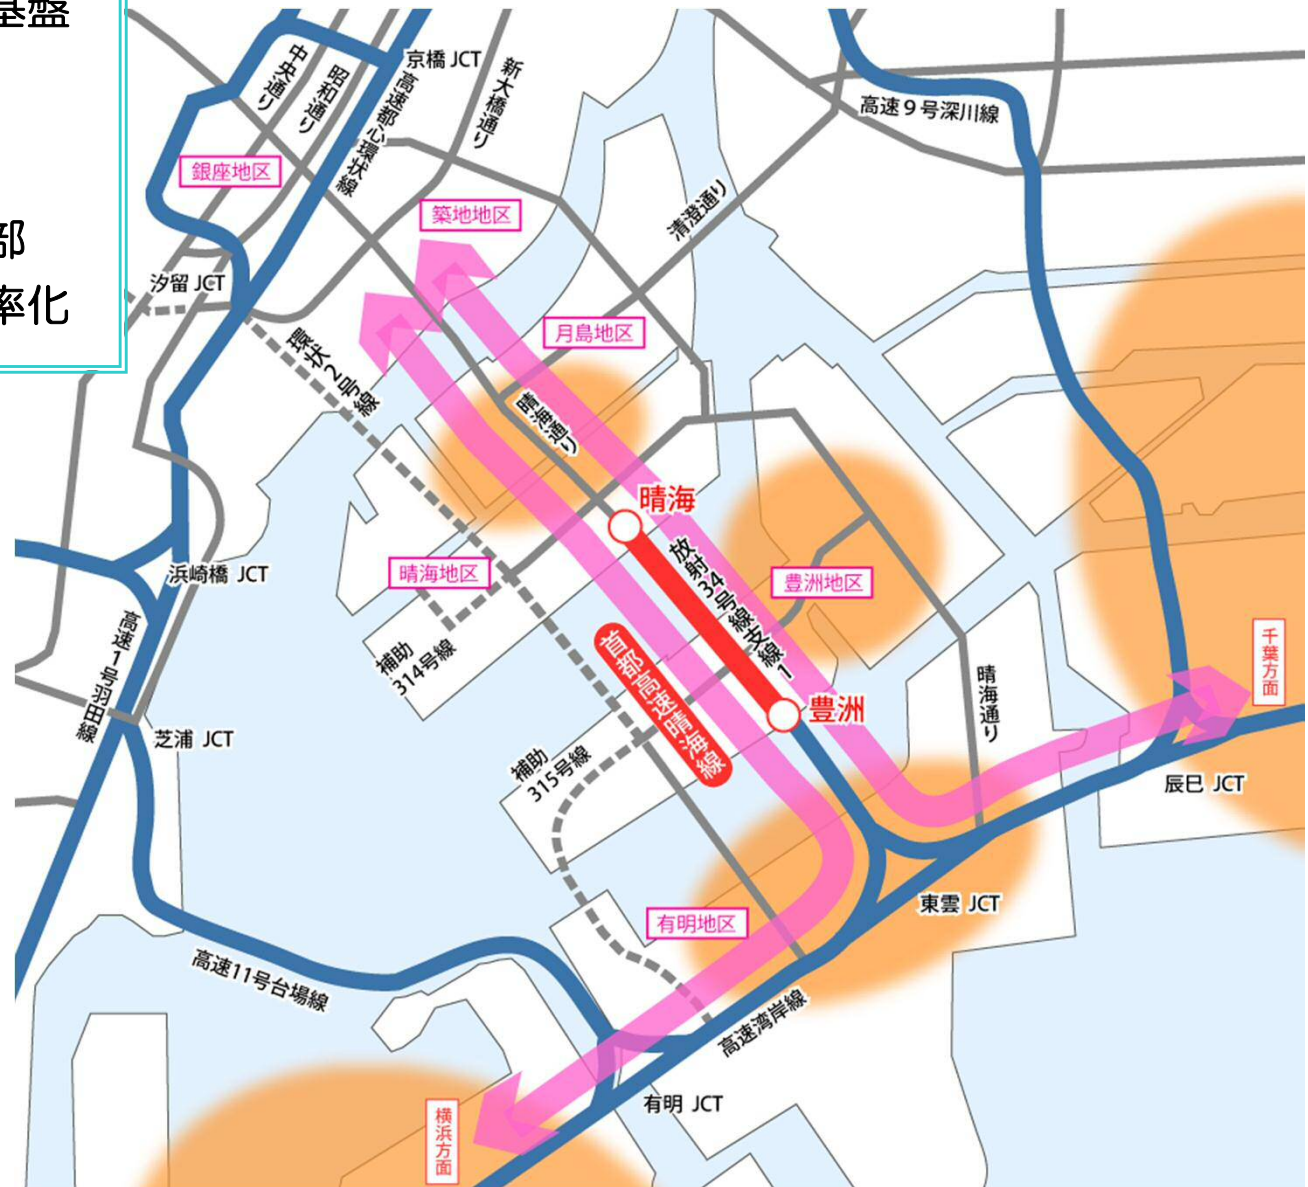 基盤
部
率化
京橋 JCT
中央通り
昭和通り
高速都心環状線
新大橋通り
高速9号深川線
銀座地区
築地地区
清澄通り
汐留 JCT
環状2号線
月島地区
晴海通り
晴海
放射34号線支線1
浜崎橋 JCT
晴海地区
豊洲地区
高速1号羽田線
補助
314号線
首都高速晴海線
千葉方面
晴海通り
豊洲
芝浦 JCT
補助
315号線
辰巳 JCT
有明地区
東雲 JCT
高速11号台場線
高速湾岸線
有明 JCT
横浜方面